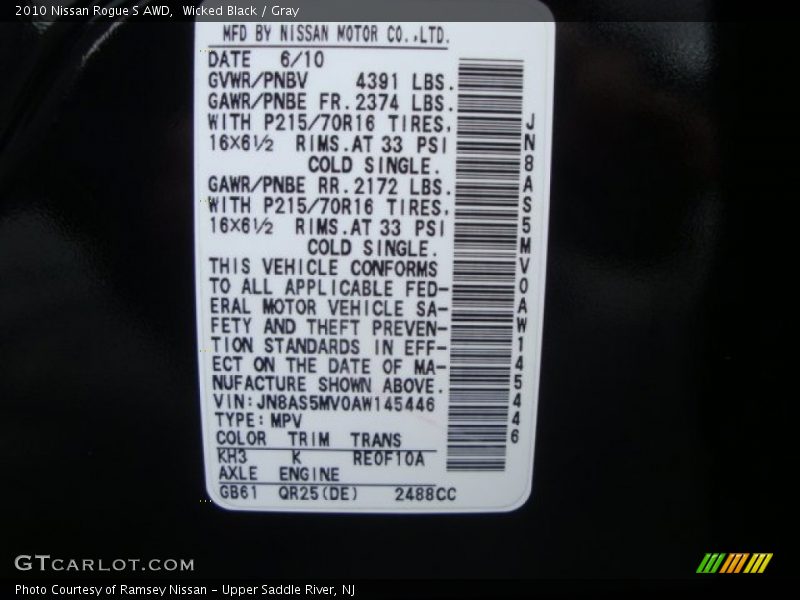 2010 Nissan Rogue S AWD,  Wicked Black / Gray
MFD BY NISSAN MOTOR CO.,LTD.
DATE 6/10
GVWR/PNBV 4391 LBS.
GAWR/PNBE FR.2374 LBS.
WITH P215/70R16 TIRES,
16X6½ RIMS.AT 33 PSI
COLD SINGLE.
GAWR/PNBE RR.2172 LBS.
WITH P215/70R16 TIRES,
16X6½ RIMS.AT 33 PSI
COLD SINGLE.
THIS VEHICLE CONFORMS
TO ALL APPLICABLE FED-
ERAL MOTOR VEHICLE SA-
FETY AND THEFT PREVEN-
TION STANDARDS IN EFF-
ECT ON THE DATE OF MA-
NUFACTURE SHOWN ABOVE.
VIN:JN8AS5MV0AW145446
TYPE:MPV
COLOR TRIM TRANS
KH3 K RE0F10A
AXLE ENGINE
GB61 QR25(DE) 2488CC
JN8AS5MV0AW145446
GTCARLOT.COM
Photo Courtesy of Ramsey Nissan – Upper Saddle River, NJ